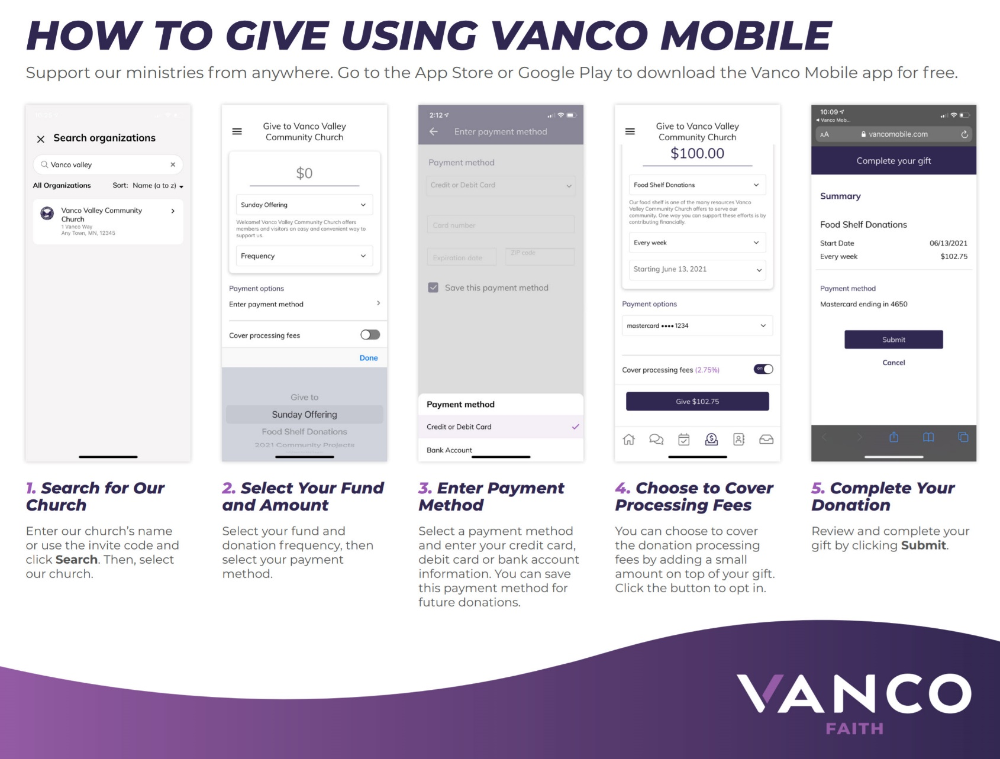 HOW TO GIVE USING VANCO MOBILE
Support our ministries from anywhere. Go to the App Store or Google Play to download the Vanco Mobile app for free.
Search organizations
Vanco valley
All Organizations Sort: Name (a to z)
Vanco Valley Community
Church
1 Vanco Way
Any Town, MN, 12345
1. Search for Our
Church
Enter our church's name
or use the invite code and
click Search. Then, select
our church.
Give to Vanco Valley
Community Church
$0
Sunday Offering
Welcome! Vanco Valley Community Church offers
members and visitors an easy and convenient way to
support us.
Frequency
Payment options
Enter payment method
Cover processing fees
Done
Give to
Sunday Offering
Food Shelf Donations
2021 Community Projects
2. Select Your Fund
and Amount
Select your fund and
donation frequency, then
select your payment
method.
2:12
Enter payment method
Payment method
Credit or Debit Card
Card number
Expiration date ZIP code
Save this payment method
Payment method
Credit or Debit Card
Bank Account
3. Enter Payment
Method
Select a payment method
and enter your credit card,
debit card or bank account
information. You can save
this payment method for
future donations.
Give to Vanco Valley
Community Church
$100.00
Food Shelf Donations
Our food shelf is one of the many resources Vanco
Valley Community Church offers to serve our
community. One way you can support these efforts is by
contributing financially.
Every week
Starting June 13, 2021
Payment options
mastercard •••• 1234
Cover processing fees (2.75%) on
Give $102.75
4. Choose to Cover
Processing Fees
You can choose to cover
the donation processing
fees by adding a small
amount on top of your gift.
Click the button to opt in.
10:09
Vanco Mob...
AA vancomobile.com
Complete your gift
Summary
Food Shelf Donations
Start Date 06/13/2021
Every week $102.75
Payment method
Mastercard ending in 4650
Submit
Cancel
5. Complete Your
Donation
Review and complete your
gift by clicking Submit.
VANCO
FAITH